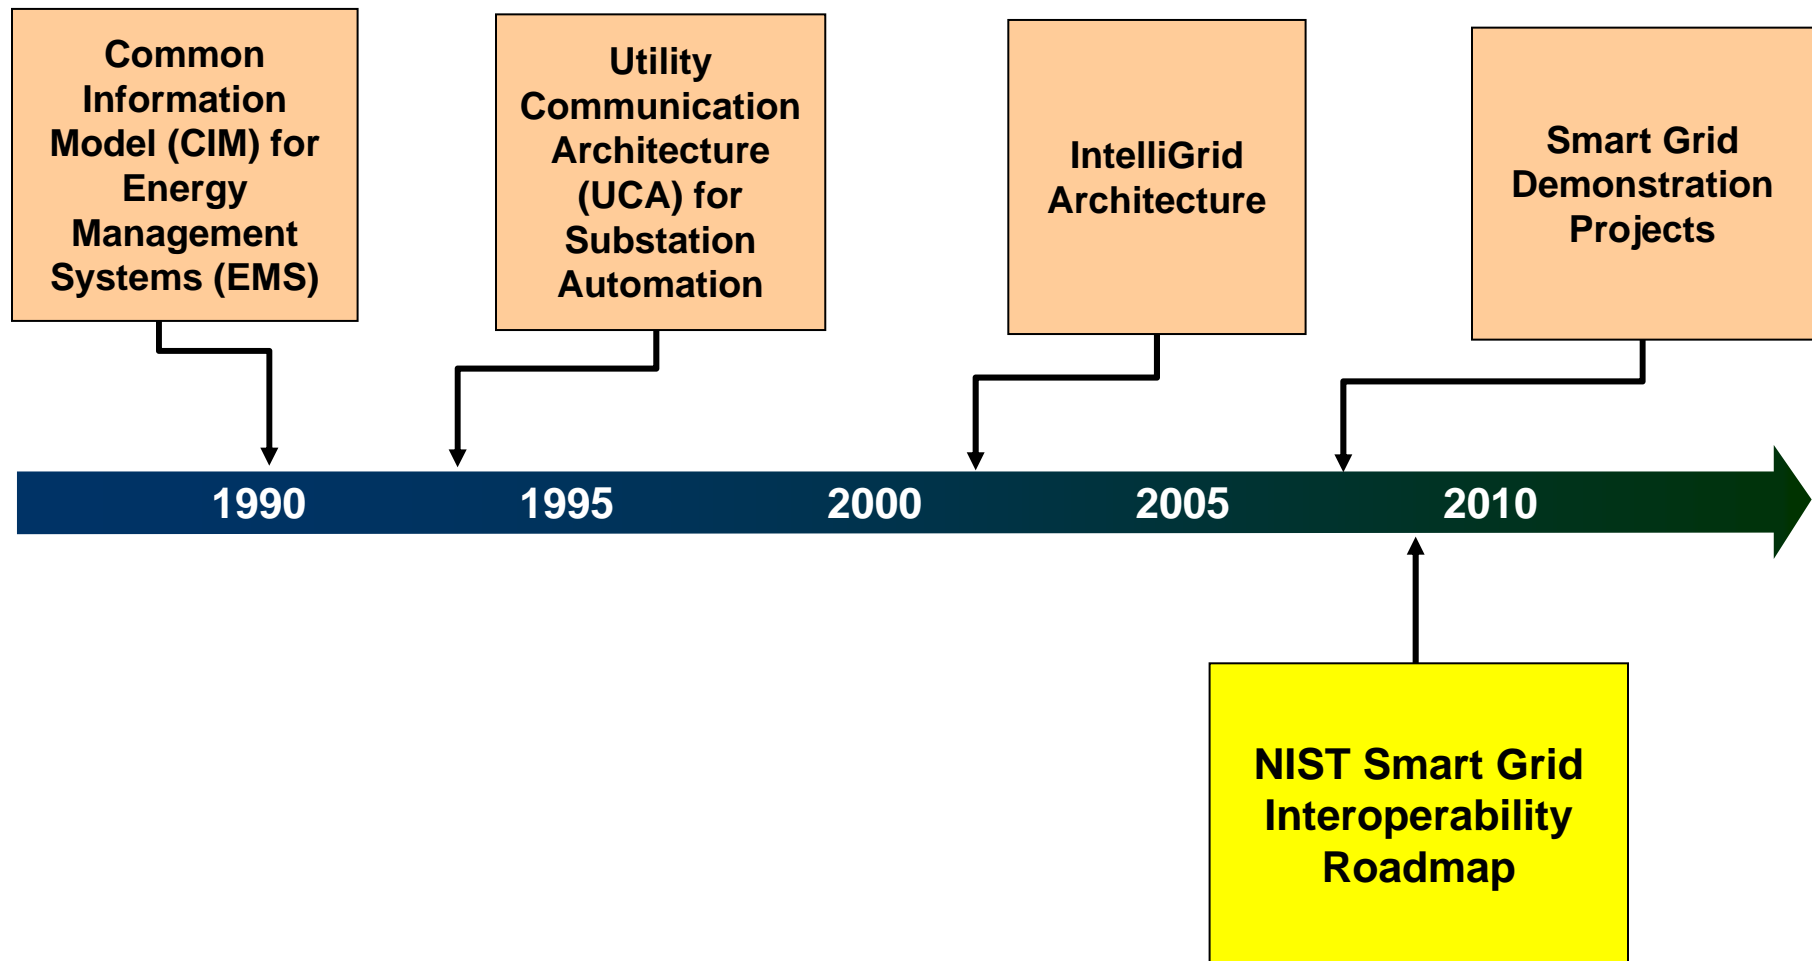 Common
Information
Model (CIM) for
Energy
Management
Systems (EMS)
Utility
Communication
Architecture
(UCA) for
Substation
Automation
IntelliGrid
Architecture
Smart Grid
Demonstration
Projects
1990 1995 2000 2005 2010
NIST Smart Grid
Interoperability
Roadmap